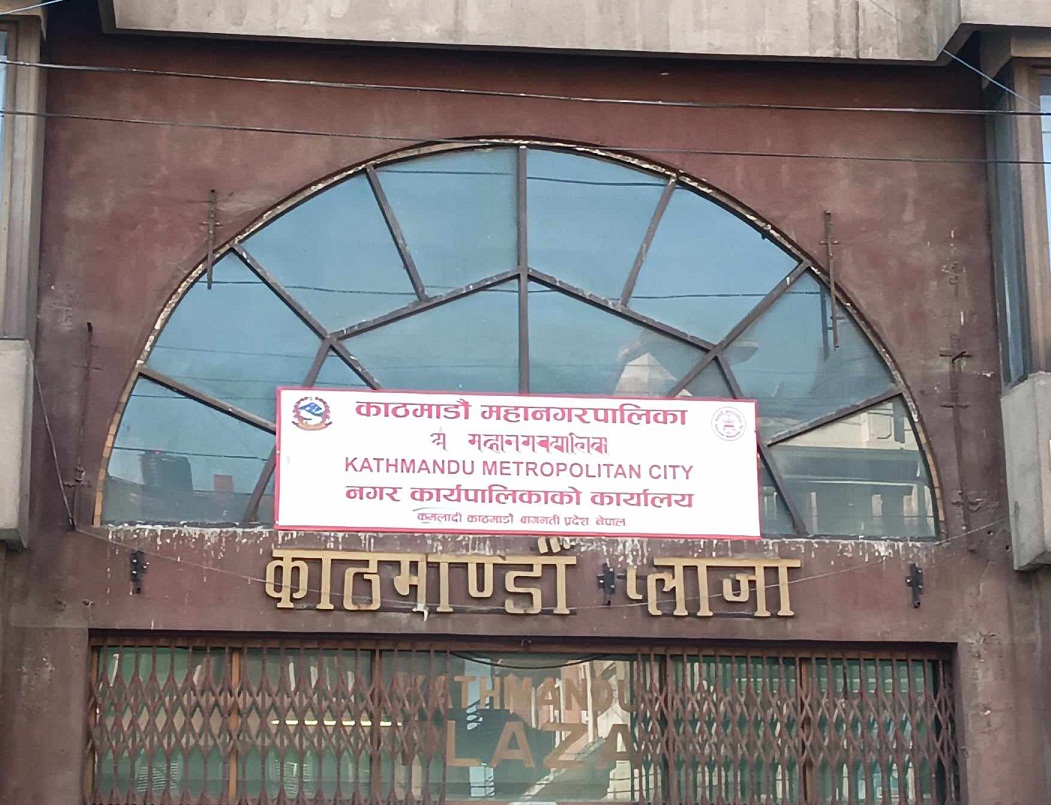 काठमाडौं महानगरपालिका
KATHMANDU METROPOLITAN CITY
नगर कार्यपालिकाको कार्यालय
कमलादी काठमाडौं बागमती प्रदेश नेपाल
काठमाण्डौं प्लाजा
KATHMANDU
PLAZA